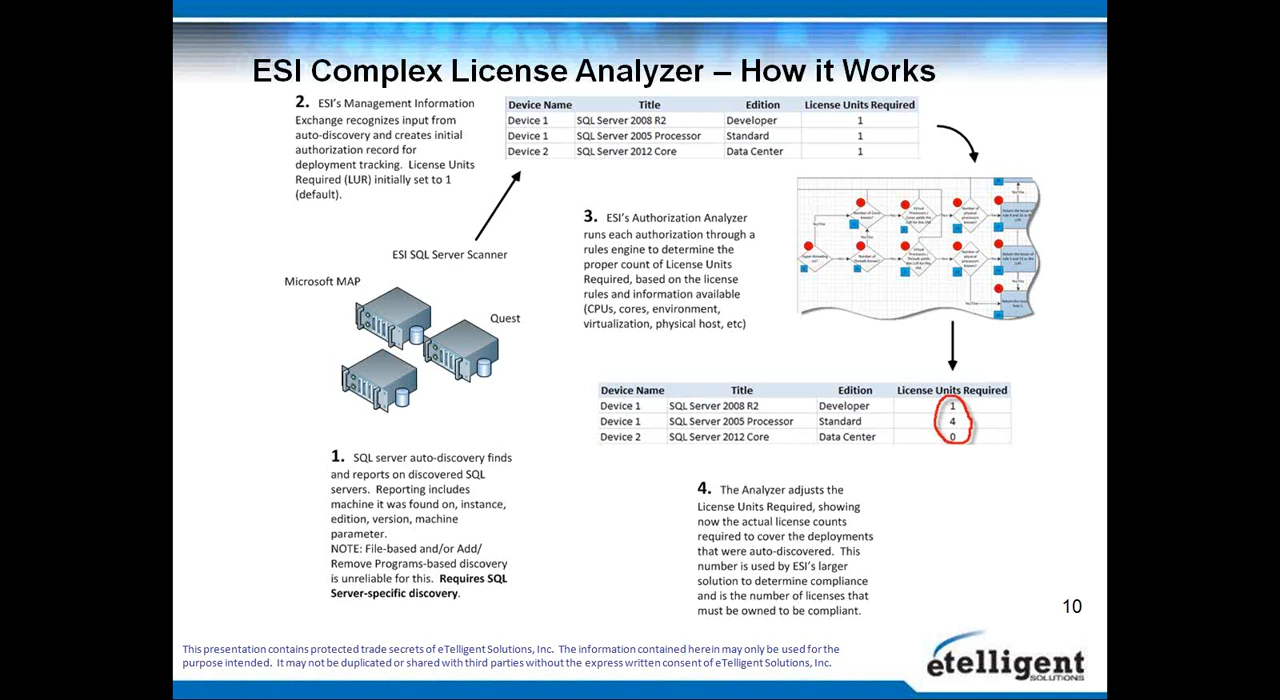 ESI Complex License Analyzer – How it Works
2. ESI's Management Information
Exchange recognizes input from
auto-discovery and creates initial
authorization record for
deployment tracking. License Units
Required (LUR) initially set to 1
(default).
Device Name Title Edition License Units Required
Device 1 SQL Server 2008 R2 Developer 1
Device 1 SQL Server 2005 Processor Standard 1
Device 2 SQL Server 2012 Core Data Center 1
3. ESI's Authorization Analyzer
runs each authorization through a
rules engine to determine the
proper count of License Units
Required, based on the license
rules and information available
(CPUs, cores, environment,
virtualization, physical host, etc)
ESI SQL Server Scanner
Microsoft MAP
Quest
Device Name Title Edition License Units Required
Device 1 SQL Server 2008 R2 Developer 1
Device 1 SQL Server 2005 Processor Standard 4
Device 2 SQL Server 2012 Core Data Center 0
1. SQL server auto-discovery finds
and reports on discovered SQL
servers. Reporting includes
machine it was found on, instance,
edition, version, machine
parameter.
NOTE: File-based and/or Add/
Remove Programs-based discovery
is unreliable for this. Requires SQL
Server-specific discovery.
4. The Analyzer adjusts the
License Units Required, showing
now the actual license counts
required to cover the deployments
that were auto-discovered. This
number is used by ESI's larger
solution to determine compliance
and is the number of licenses that
must be owned to be compliant.
10
This presentation contains protected trade secrets of eTelligent Solutions, Inc. The information contained herein may only be used for the
purpose intended. It may not be duplicated or shared with third parties without the express written consent of eTelligent Solutions, Inc.
etelligent
SOLUTIONS